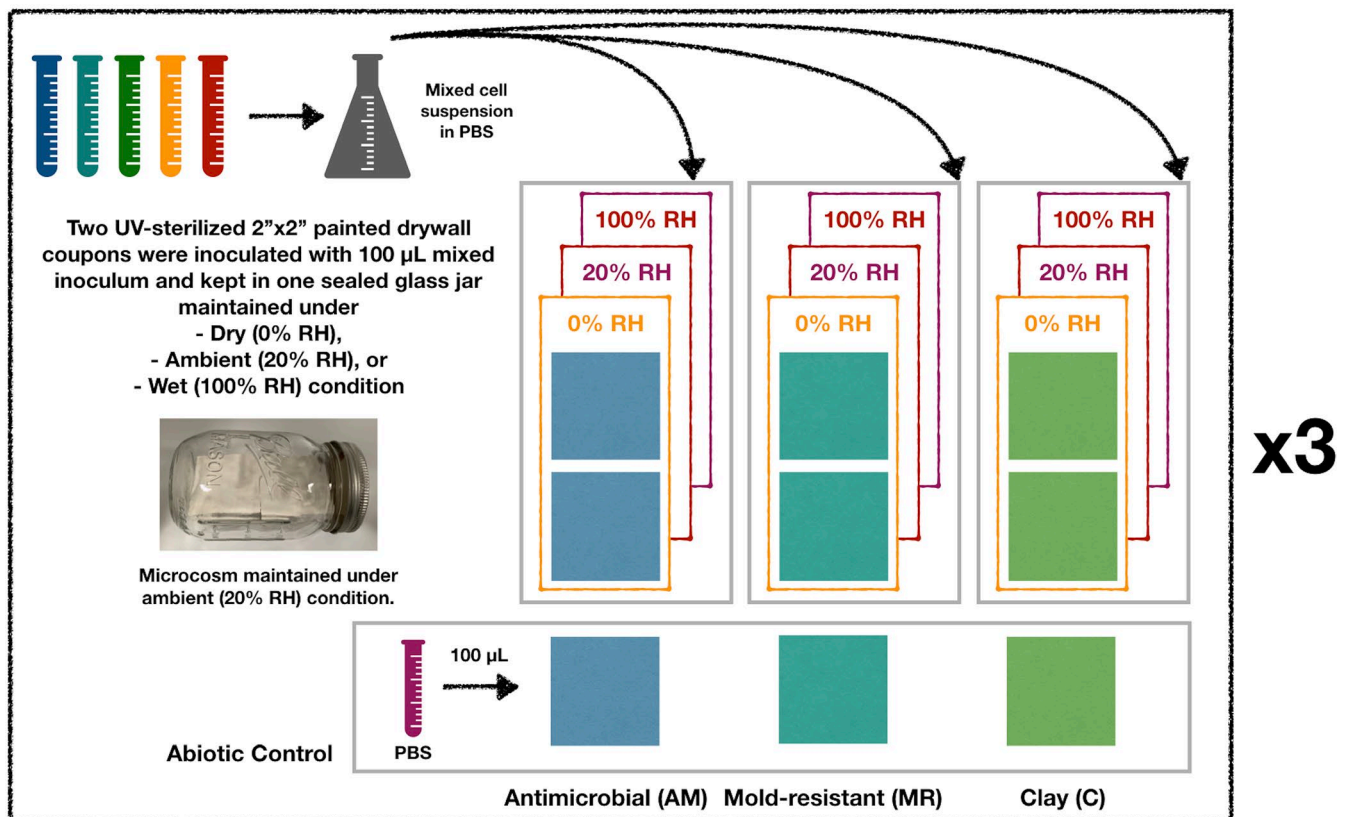 Mixed cell
suspension
in PBS
Two UV-sterilized 2”x2” painted drywall
coupons were inoculated with 100 µL mixed
inoculum and kept in one sealed glass jar
maintained under
- Dry (0% RH),
- Ambient (20% RH), or
- Wet (100% RH) condition
MASON
Microcosm maintained under
ambient (20% RH) condition.
100% RH
20% RH
0% RH
100% RH
20% RH
0% RH
100% RH
20% RH
0% RH
x3
100 µL
PBS
Abiotic Control
Antimicrobial (AM)
Mold-resistant (MR)
Clay (C)